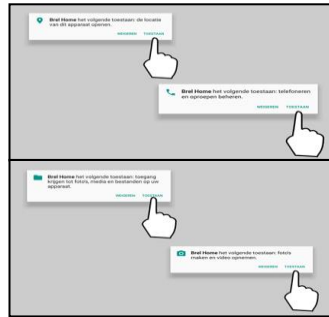 Brel Home het volgende toestaan: de locatie
van dit apparaat openen.
WEIGEREN TOESTAAN
Brel Home het volgende toestaan: telefoneren
en oproepen beheren.
WEIGEREN TOESTAAN
Brel Home het volgende toestaan: toegang
krijgen tot foto's, media en bestanden op uw
apparaat.
WEIGEREN TOESTAAN
Brel Home het volgende toestaan: foto's
maken en video opnemen.
WEIGEREN TOESTAAN